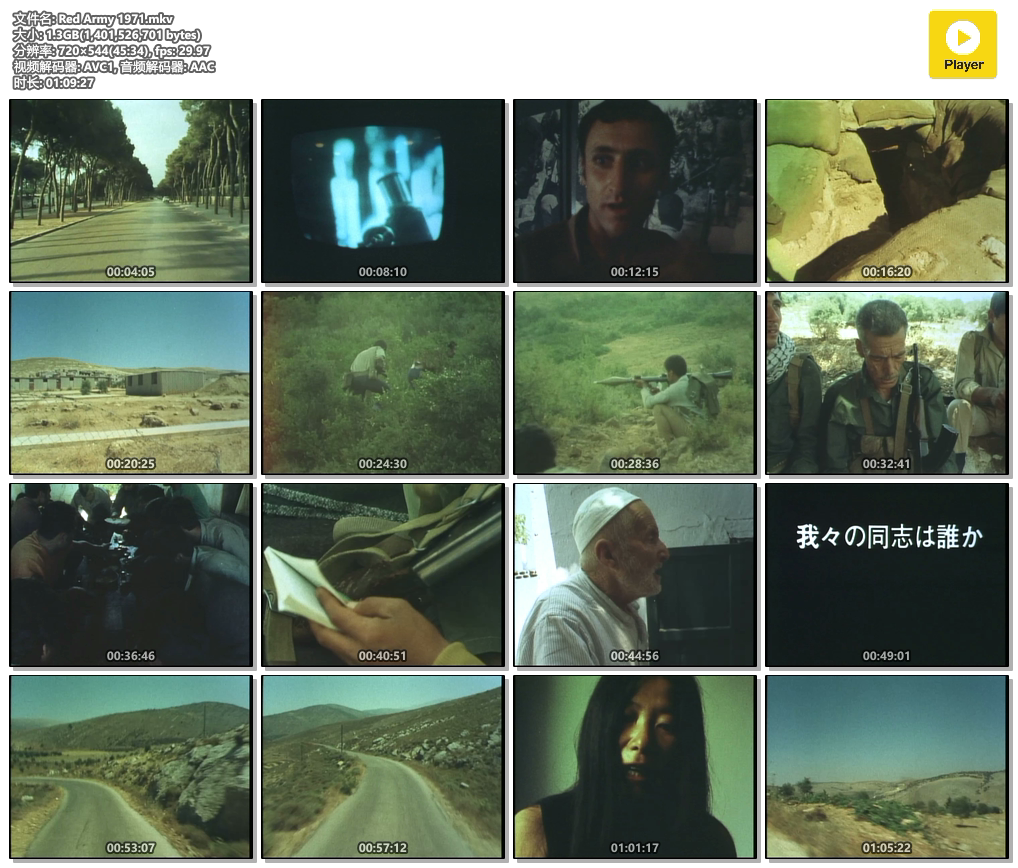 文件名: Red Army 1971.mkv
大小: 1.3GB(1,401,526,701 bytes)
分辨率: 720×544(45:34), fps: 29.97
视频解码器: AVC1, 音频解码器: AAC
时长: 01:09:27
Player
00:04:05
00:08:10
00:12:15
00:16:20
00:20:25
00:24:30
00:28:36
00:32:41
00:36:46
00:40:51
00:44:56
我々の同志は誰か
00:49:01
00:53:07
00:57:12
01:01:17
01:05:22